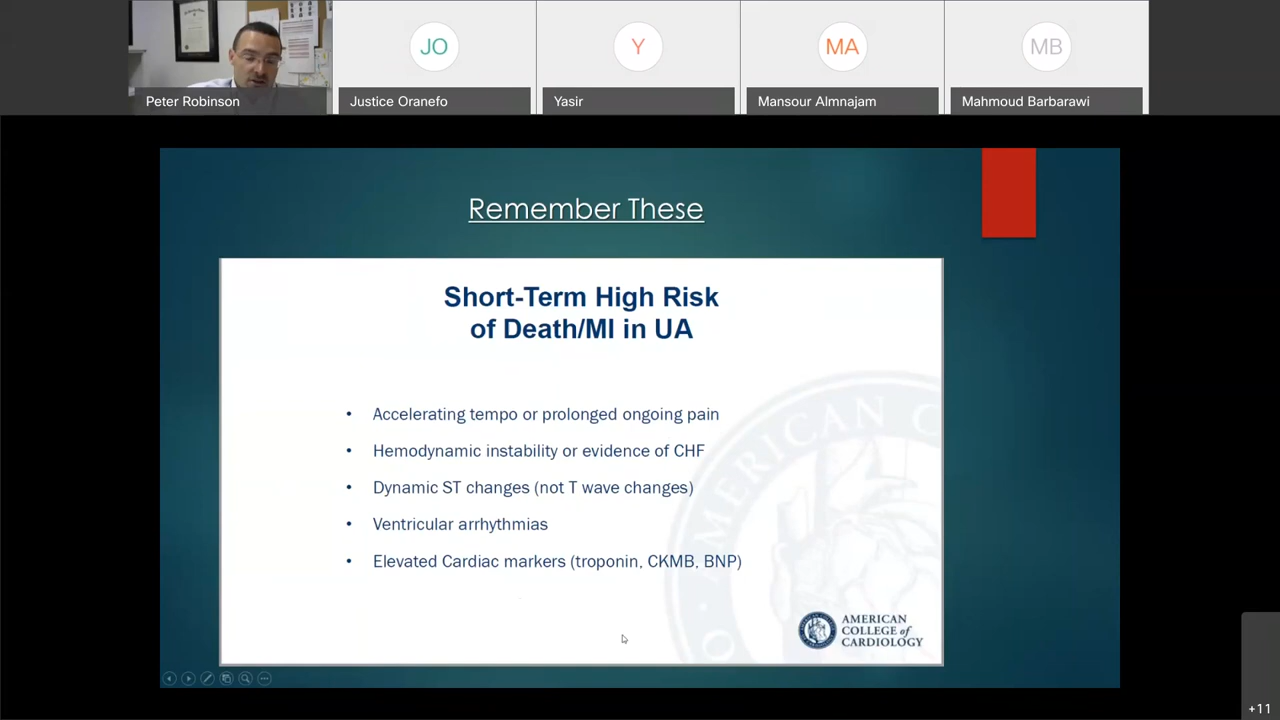 JO
Y
MA
MB
Peter Robinson
Justice Oranefo
Yasir
Mansour Almnajam
Mahmoud Barbarawi
Remember These
Short-Term High Risk
of Death/MI in UA
• Accelerating tempo or prolonged ongoing pain
• Hemodynamic instability or evidence of CHF
• Dynamic ST changes (not T wave changes)
• Ventricular arrhythmias
• Elevated Cardiac markers (troponin, CKMB, BNP)
AMERICAN
COLLEGE of
CARDIOLOGY
AMERICAN CO
+11